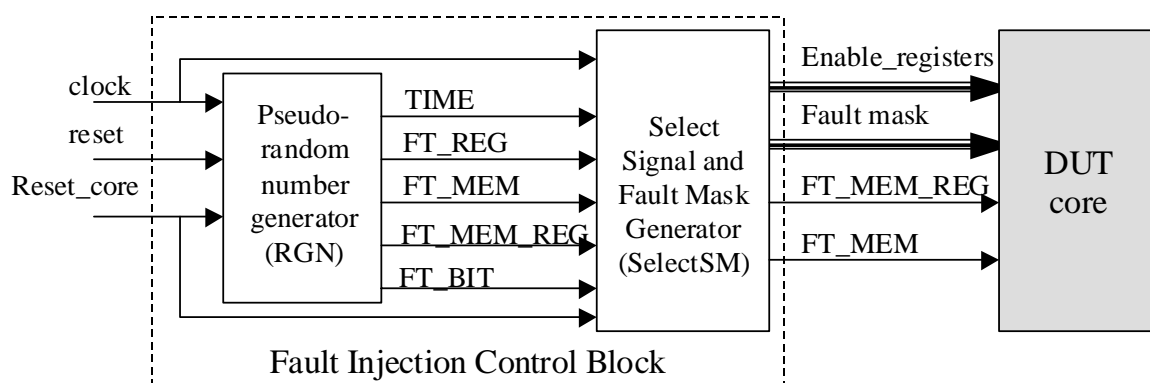 clock
reset
Reset_core
Pseudo-
random
number
generator
(RGN)
TIME
FT_REG
FT_MEM
FT_MEM_REG
FT_BIT
Select
Signal and
Fault Mask
Generator
(SelectSM)
Enable_registers
Fault mask
FT_MEM_REG
FT_MEM
DUT
core
Fault Injection Control Block